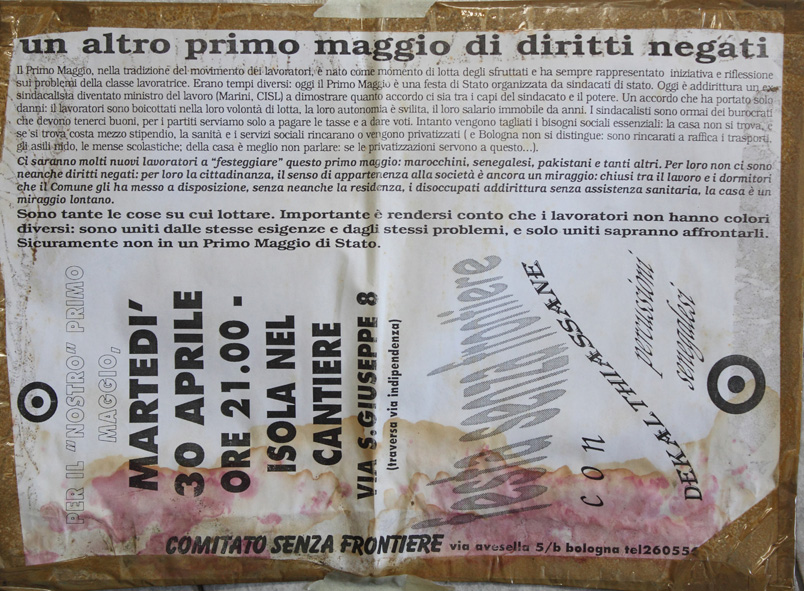 un altro primo maggio di diritti negati
Il Primo Maggio, nella tradizione del movimento dei lavoratori, è nato come momento di lotta degli sfruttati e ha sempre rappresentato iniziativa e riflessione
sui problemi della classe lavoratrice. Erano tempi diversi: oggi il Primo Maggio è una festa di Stato organizzata da sindacati di stato. Oggi è addirittura un
sindacalista diventato ministro del lavoro (Marini, CISL) a dimostrare quanto accordo ci sia tra i capi del sindacato e il potere. Un accordo che ha portato solo
danni: il lavoratori sono boicottati nella loro volontà di lotta, la loro autonomia è svilita, il loro salario immobile da anni. I sindacalisti sono ormai dei burocrati
che devono tenerci buoni, per i partiti serviamo solo a pagare le tasse e a dare voti. Intanto vengono tagliati i bisogni sociali essenziali: la casa non si trova, e
se si trova costa mezzo stipendio, la sanità e i servizi sociali rincarano o vengono privatizzati ( e Bologna non si distingue: sono rincarati a raffica i trasporti,
gli asili nido, le mense scolastiche; della casa è meglio non parlare: se le privatizzazioni servono a questo...).
Ci saranno molti nuovi lavoratori a "festeggiare" questo primo maggio: marocchini, senegalesi, pakistani e tanti altri. Per loro non ci sono
neanche diritti negati: per loro la cittadinanza, il senso di appartenenza alla società è ancora un miraggio: chiusi tra il lavoro e i dormitori
che il Comune gli ha messo a disposizione, senza neanche la residenza, i disoccupati addirittura senza assistenza sanitaria, la casa è un
miraggio lontano.
Sono tante le cose su cui lottare. Importante è rendersi conto che i lavoratori non hanno colori
diversi: sono uniti dalle stesse esigenze e dagli stessi problemi, e solo uniti sapranno affrontarli.
Sicuramente non in un Primo Maggio di Stato.
PER IL "NOSTRO" PRIMO
MAGGIO,
MARTEDI'
30 APRILE
ORE 21.00 -
ISOLA NEL
CANTIERE
VIA S.GIUSEPPE 8
(traversa via indipendenza)
festa senza frontiere
con
DEKALTHIASSANE
percussioni
senegalesi
COMITATO SENZA FRONTIERE via avesella 5/b bologna tel260556